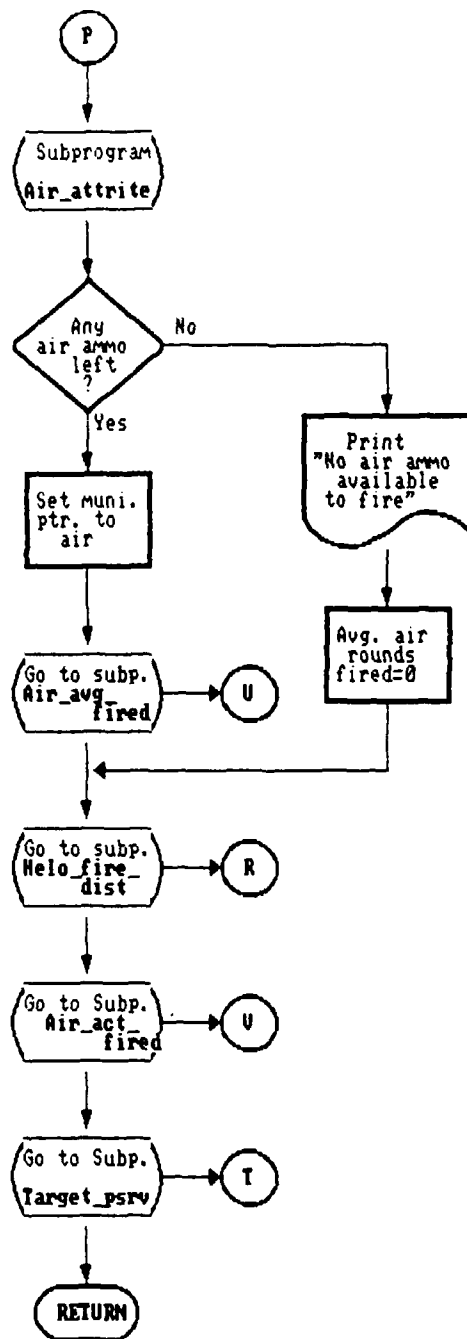 P
Subprogram
Air_attrite
Any
air ammo
left
?
No
Yes
Print
"No air ammo
available
to fire"
Set muni.
ptr. to
air
Avg. air
rounds
fired=0
Go to subp.
Air_avg_
fired
U
Go to subp.
Helo_fire_
dist
R
Go to Subp.
Air_act_
fired
V
Go to Subp.
Target_psrv
T
RETURN